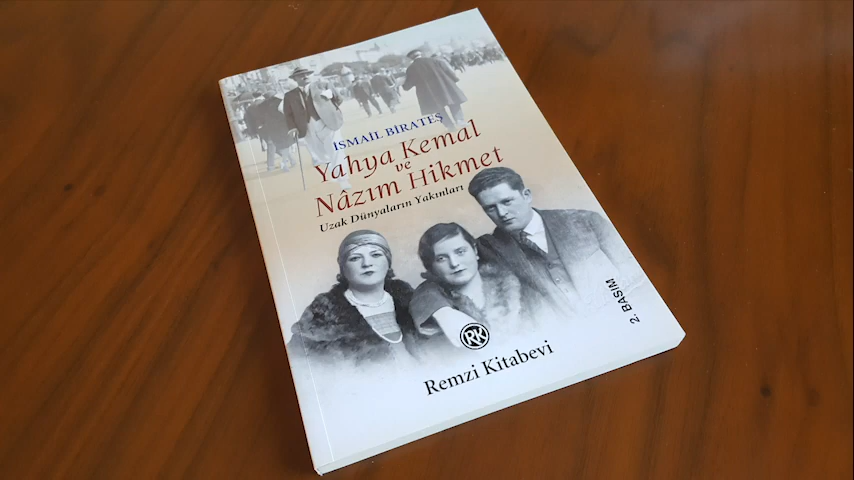 İSMAİL BİRATEŞ
Yahya Kemal
ve
Nâzım Hikmet
Uzak Dünyaların Yakınları
2. BASIM
RK
Remzi Kitabevi